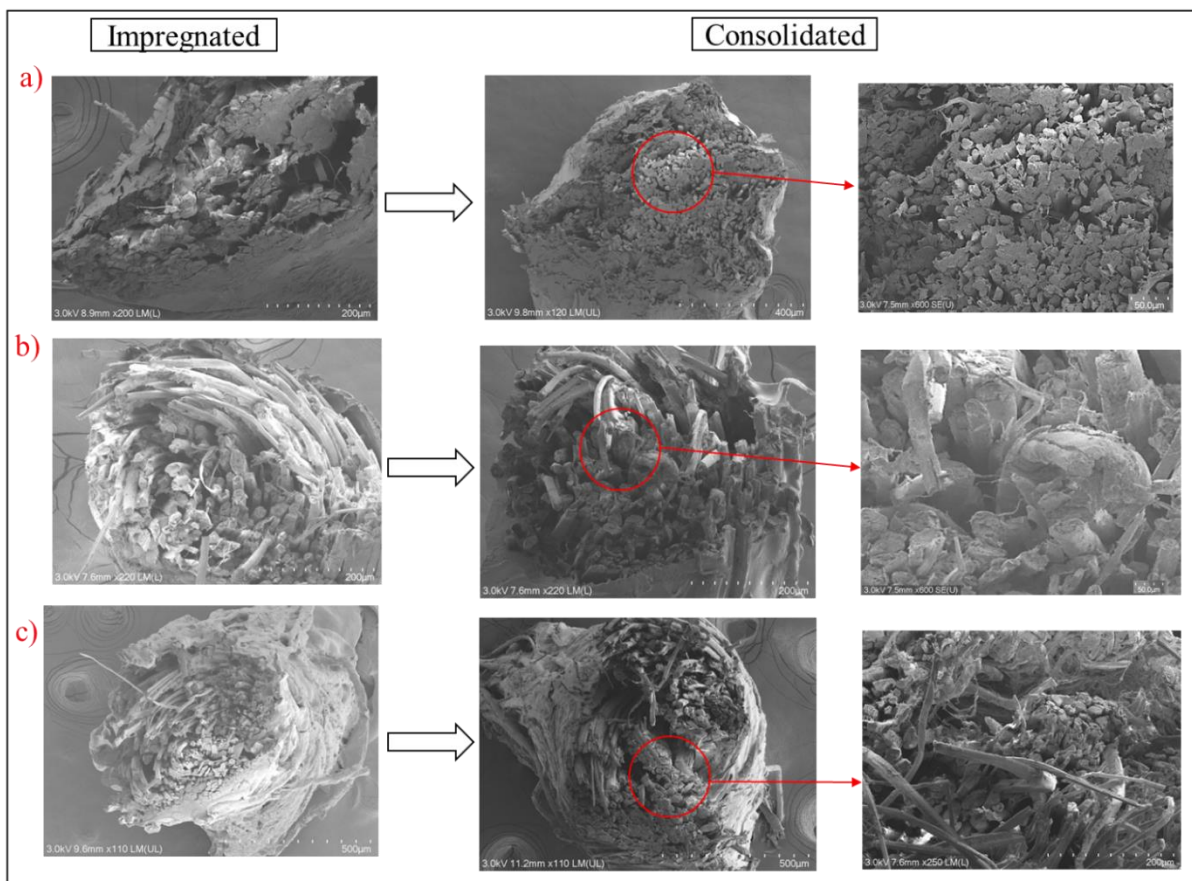 Impregnated
Consolidated
a)
3.0kV 8.9mm x200 LM(L)
200µm
3.0kV 9.8mm x120 LM(UL)
400µm
3.0kV 7.5mm x600 SE(U)
50.0µm
b)
3.0kV 7.6mm x220 LM(L)
200µm
3.0kV 7.6mm x220 LM(L)
200µm
3.0kV 7.5mm x600 SE(U)
50.0µm
c)
3.0kV 9.6mm x110 LM(UL)
500µm
3.0kV 11.2mm x110 LM(UL)
500µm
3.0kV 7.6mm x250 LM(L)
200µm